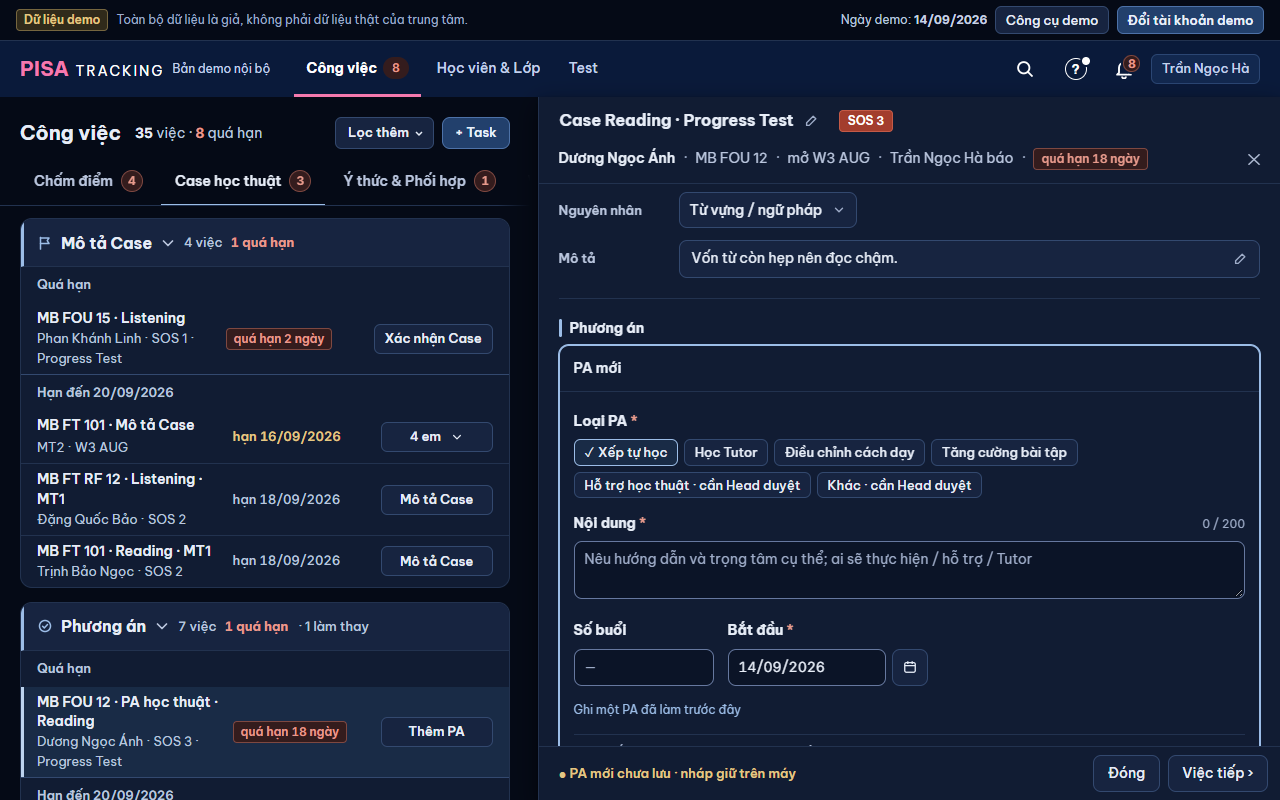 Dữ liệu demo Toàn bộ dữ liệu là giả, không phải dữ liệu thật của trung tâm. Ngày demo: 14/09/2026 Công cụ demo Đổi tài khoản demo
PISA TRACKING Bản demo nội bộ Công việc 8 Học viên & Lớp Test ? 8 Trần Ngọc Hà
Công việc 35 việc · 8 quá hạn Lọc thêm + Task
Chấm điểm 4 Case học thuật 3 Ý thức & Phối hợp 1
Mô tả Case 4 việc 1 quá hạn
Quá hạn
MB FOU 15 · Listening
Phan Khánh Linh · SOS 1 ·
Progress Test
quá hạn 2 ngày
Xác nhận Case
Hạn đến 20/09/2026
MB FT 101 · Mô tả Case
MT2 · W3 AUG
hạn 16/09/2026
4 em
MB FT RF 12 · Listening ·
MT1
Đặng Quốc Bảo · SOS 2
hạn 18/09/2026
Mô tả Case
MB FT 101 · Reading · MT1
Trịnh Bảo Ngọc · SOS 2
hạn 18/09/2026
Mô tả Case
Phương án 7 việc 1 quá hạn · 1 làm thay
Quá hạn
MB FOU 12 · PA học thuật ·
Reading
Dương Ngọc Ánh · SOS 3 ·
Progress Test
quá hạn 18 ngày
Thêm PA
Hạn đến 20/09/2026
Case Reading · Progress Test SOS 3
Dương Ngọc Ánh · MB FOU 12 · mở W3 AUG · Trần Ngọc Hà báo · quá hạn 18 ngày
Nguyên nhân Từ vựng / ngữ pháp
Mô tả Vốn từ còn hẹp nên đọc chậm.
Phương án
PA mới
Loại PA *
✓ Xếp tự học Học Tutor Điều chỉnh cách dạy Tăng cường bài tập
Hỗ trợ học thuật · cần Head duyệt Khác · cần Head duyệt
Nội dung * 0 / 200
Nêu hướng dẫn và trọng tâm cụ thể; ai sẽ thực hiện / hỗ trợ / Tutor
Số buổi Bắt đầu *
— 14/09/2026
Ghi một PA đã làm trước đây
● PA mới chưa lưu · nháp giữ trên máy Đóng Việc tiếp ›